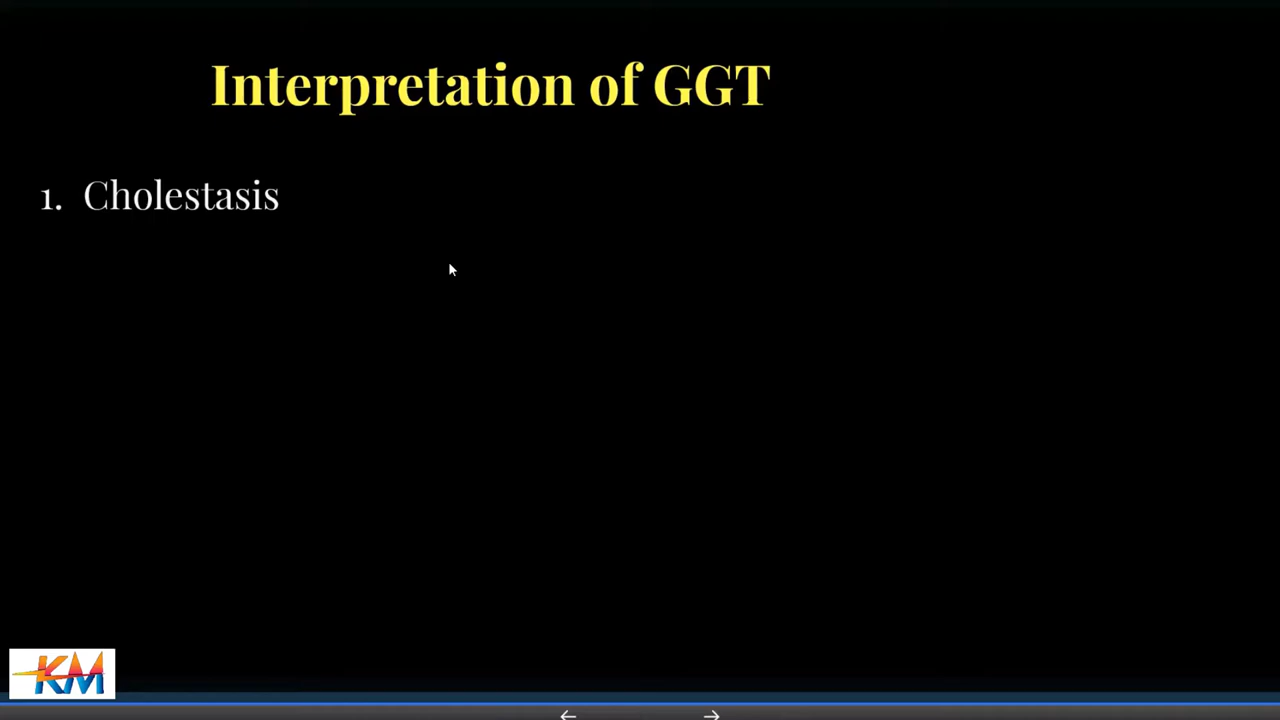 Interpretation of GGT
1. Cholestasis
KM